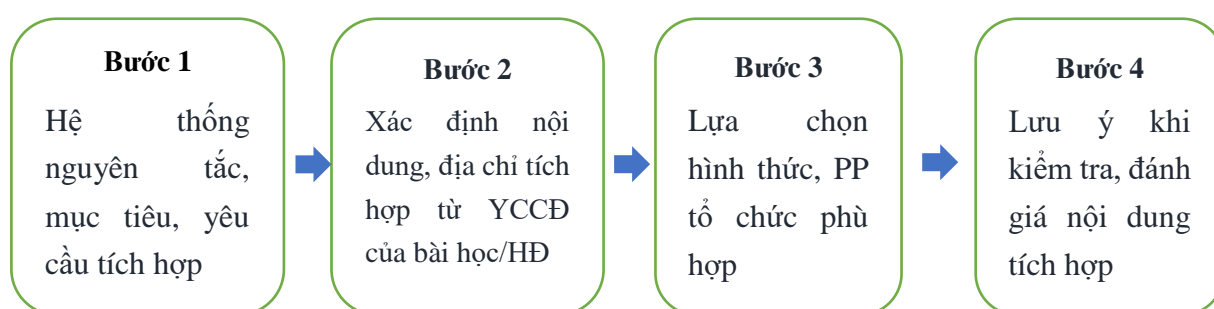 Bước 1
Hệ thống
nguyên tắc,
mục tiêu, yêu
cầu tích hợp
Bước 2
Xác định nội
dung, địa chỉ tích
hợp từ YCCĐ
của bài học/HĐ
Bước 3
Lựa chọn
hình thức, PP
tổ chức phù
hợp
Bước 4
Lưu ý khi
kiểm tra, đánh
giá nội dung
tích hợp